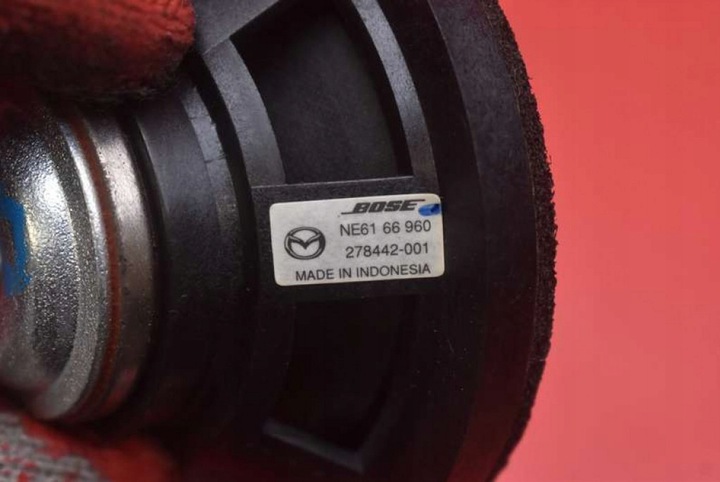 BOSE
NE61 66 960
278442-001
MADE IN INDONESIA